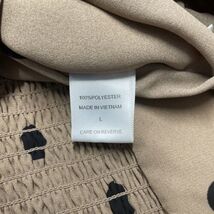 100% POLYESTER
MADE IN VIETNAM
L
CARE ON REVERSE